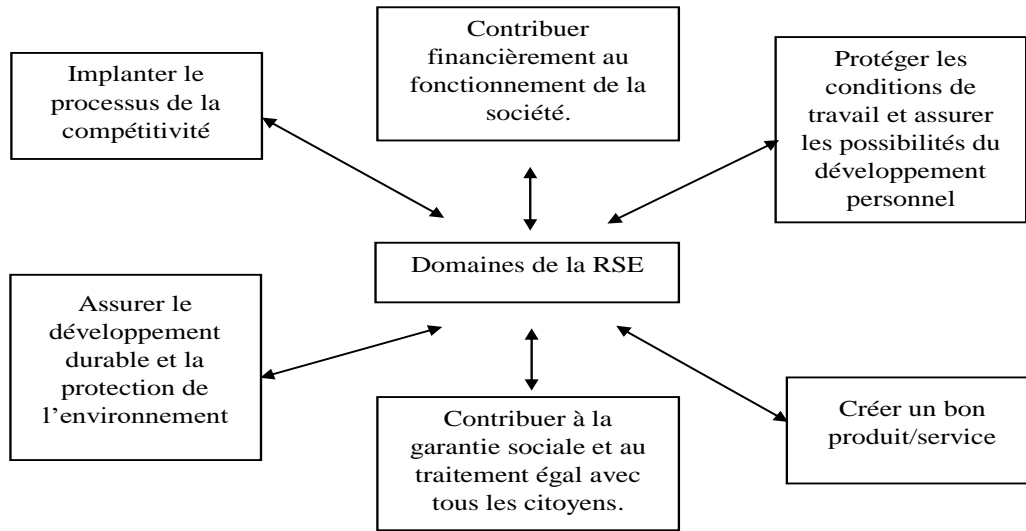 Implanter le
processus de la
compétitivité
Contribuer
financièrement au
fonctionnement de la
société.
Protéger les
conditions de
travail et assurer
les possibilités du
développement
personnel
Domaines de la RSE
Assurer le
développement
durable et la
protection de
l’environnement
Contribuer à la
garantie sociale et au
traitement égal avec
tous les citoyens.
Créer un bon
produit/service